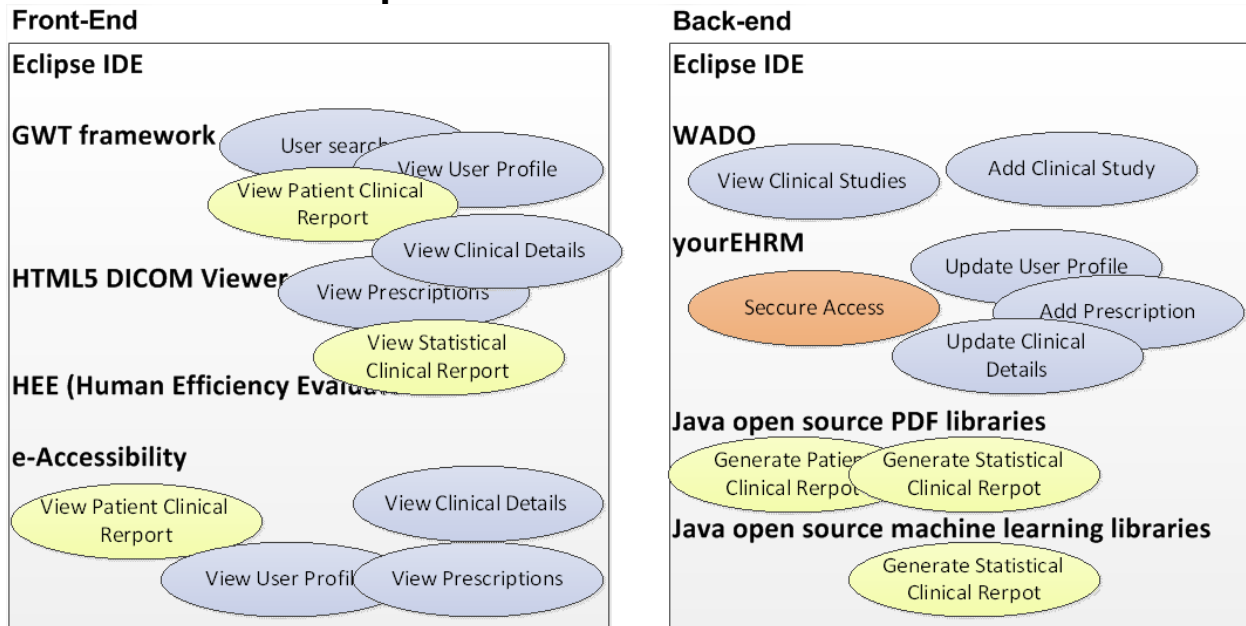 Front-End
Eclipse IDE
GWT framework
User search
View User Profile
View Patient Clinical
Rerport
View Clinical Details
HTML5 DICOM Viewer
View Prescriptions
View Statistical
Clinical Rerport
HEE (Human Efficiency
e-Accessibility
View Clinical Details
View Patient Clinical
Rerport
View User Profil
View Prescriptions
Back-end
Eclipse IDE
WADO
Add Clinical Study
View Clinical Studies
yourEHRM
Update User Profile
Seccure Access
Add Prescription
Update Clinical
Details
Java open source PDF libraries
Generate Patien
Clinical Rerpot
Generate Statistical
Clinical Rerpot
Java open source machine learning libraries
Generate Statistical
Clinical Rerpot